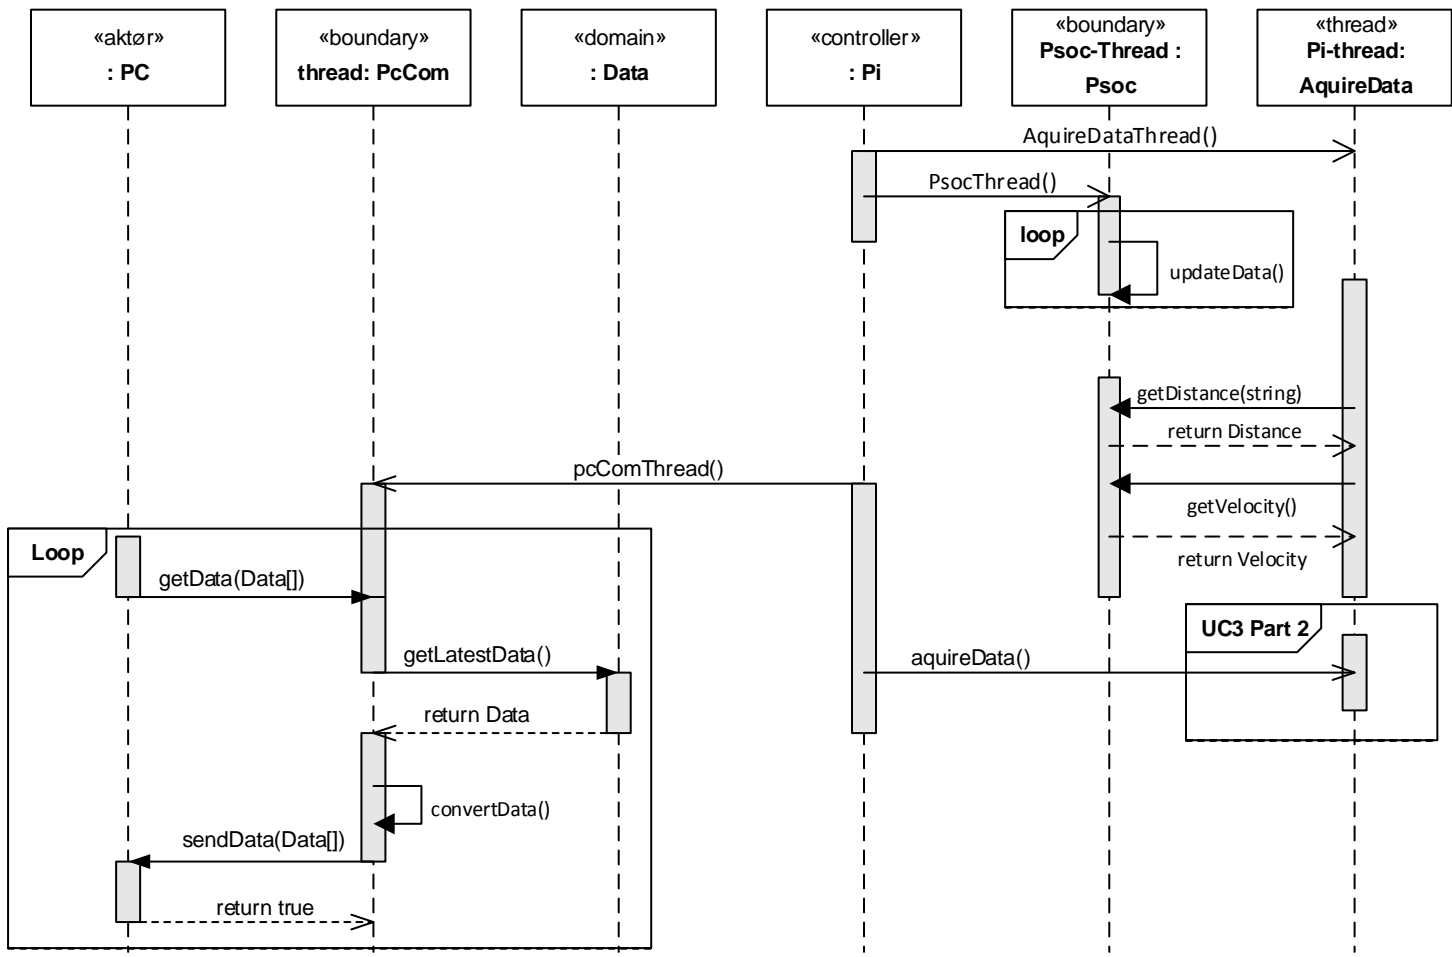 «aktør»
: PC
«boundary»
thread: PcCom
«domain»
: Data
«controller»
: Pi
«boundary»
Psoc-Thread :
Psoc
«thread»
Pi-thread:
AquireData
AquireDataThread()
PsocThread()
loop
updateData()
getDistance(string)
return Distance
pcComThread()
getVelocity()
return Velocity
Loop
getData(Data[])
UC3 Part 2
getLatestData()
aquireData()
return Data
convertData()
sendData(Data[])
return true